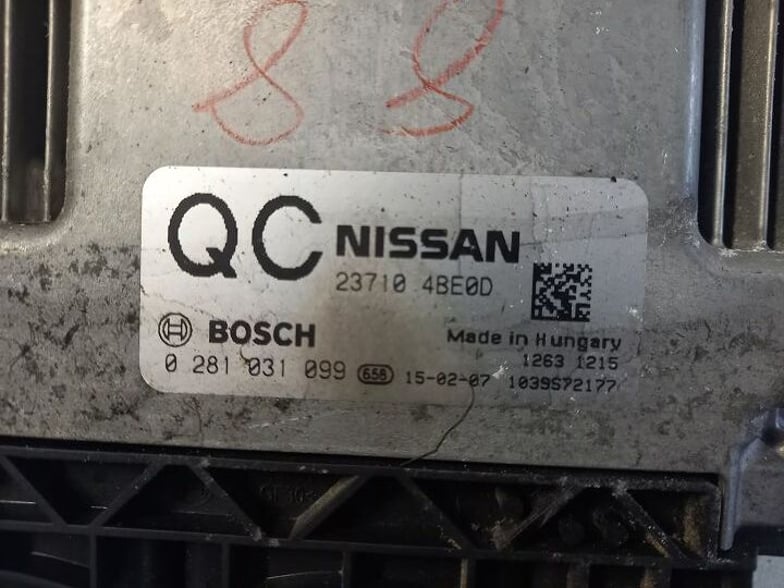 88
QC NISSAN
23710 4BE0D
BOSCH
Made in Hungary
0 281 031 099 658 15-02-07
1263 1215
1039S72177